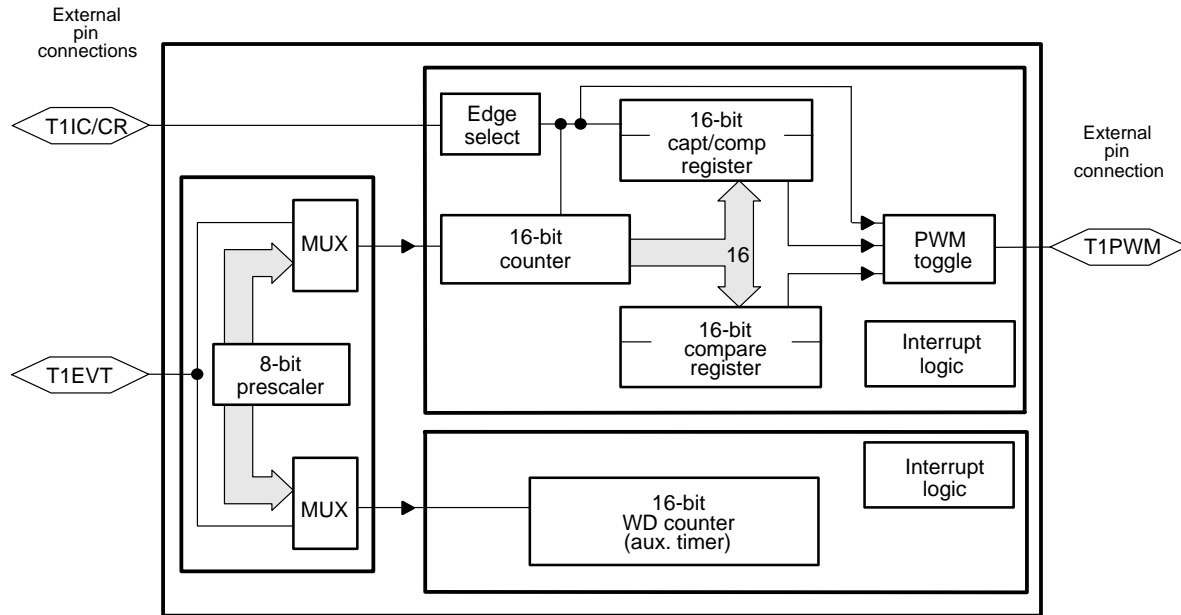 External
pin
connections
T1IC/CR
Edge
select
16-bit
capt/comp
register
External
pin
connection
MUX
16-bit
counter
16
PWM
toggle
T1PWM
T1EVT
8-bit
prescaler
16-bit
compare
register
Interrupt
logic
MUX
16-bit
WD counter
(aux. timer)
Interrupt
logic